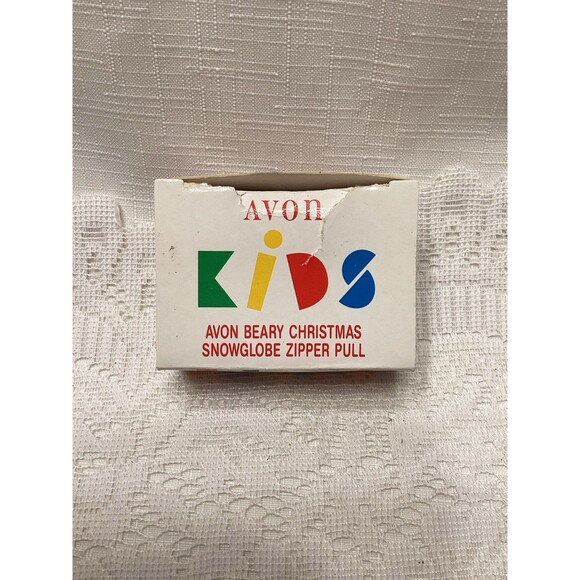 AVON
KiDS
AVON BEARY CHRISTMAS
SNOWGLOBE ZIPPER PULL